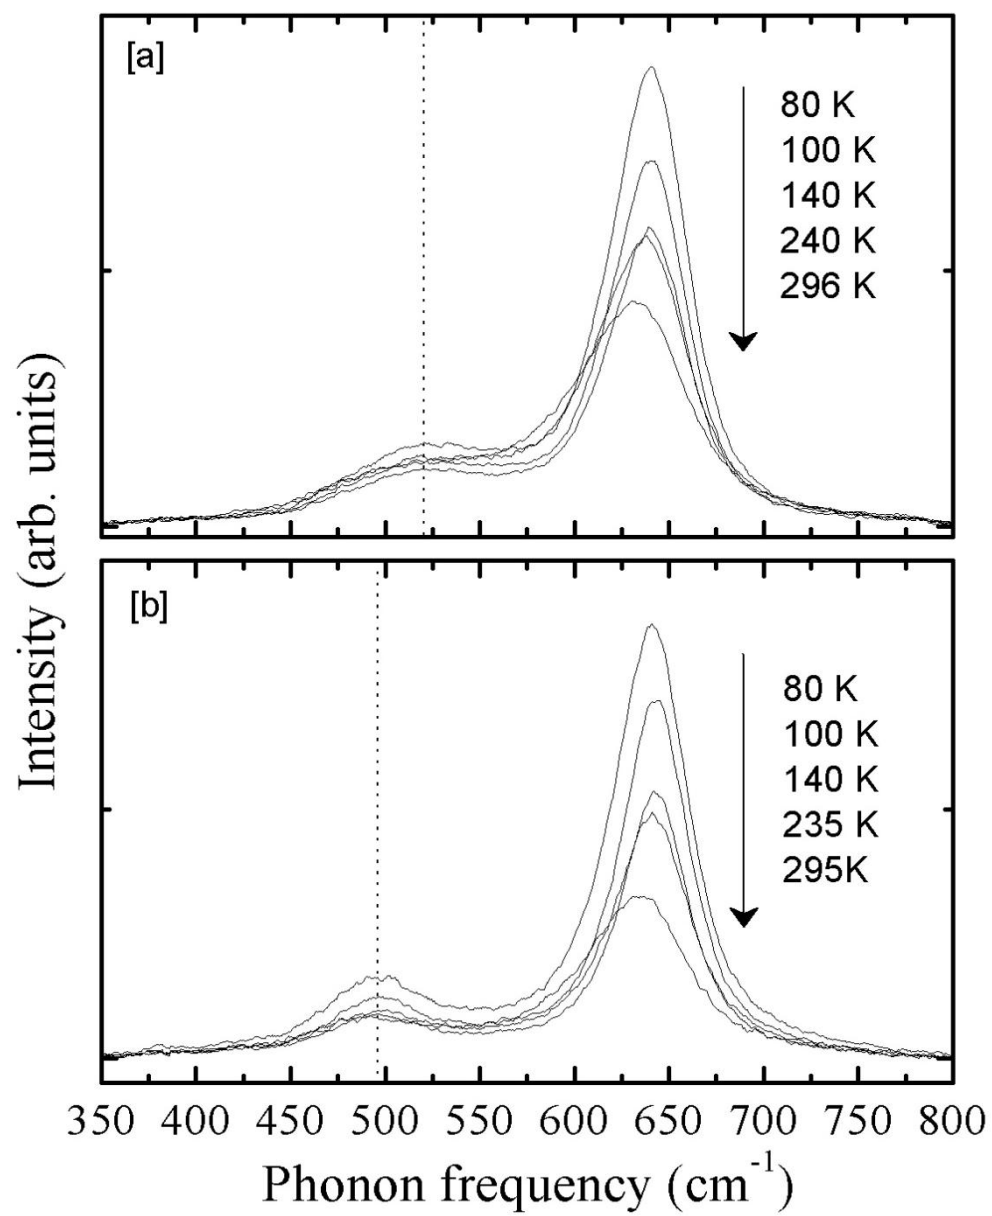 [a]
80 K
100 K
140 K
240 K
296 K
[b]
80 K
100 K
140 K
235 K
295K
Intensity (arb. units)
350 400 450 500 550 600 650 700 750 800
Phonon frequency (cm⁻¹)